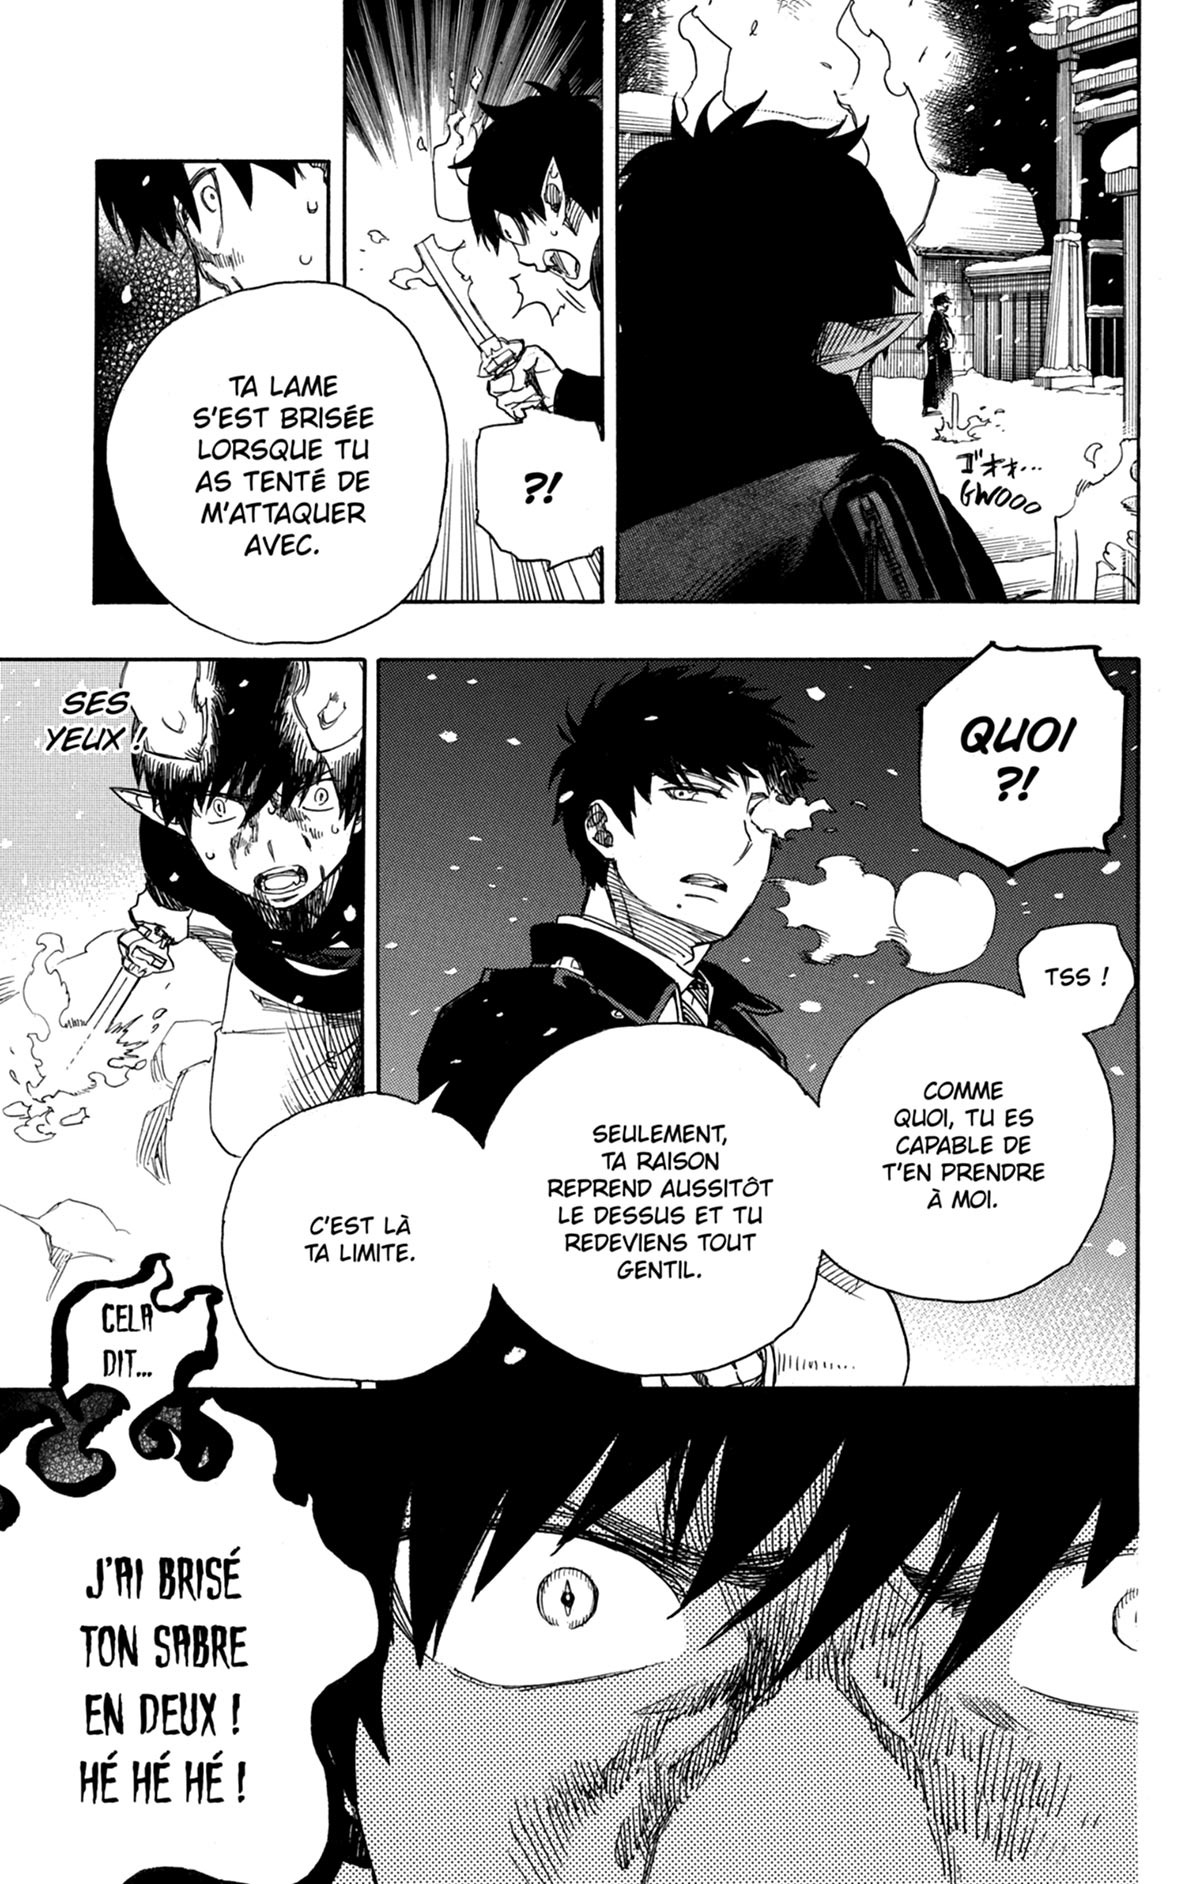 ゴオォ...
GWOOO
?!
TA LAME
S'EST BRISÉE
LORSQUE TU
AS TENTÉ DE
M'ATTAQUER
AVEC.
QUOI
?!
TSS !
COMME
QUOI, TU ES
CAPABLE DE
T'EN PRENDRE
À MOI.
SEULEMENT,
TA RAISON
REPREND AUSSITÔT
LE DESSUS ET TU
REDEVIENS TOUT
GENTIL.
C'EST LÀ
TA LIMITE.
SES
YEUX !
CELA
DIT...
J'AI BRISÉ
TON SABRE
EN DEUX !
HÉ HÉ HÉ !